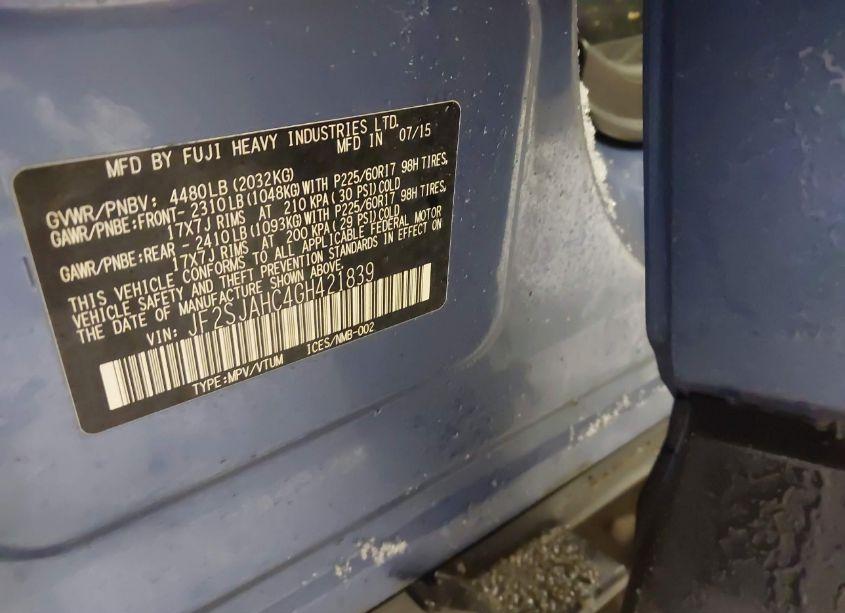 MFD BY FUJI HEAVY INDUSTRIES LTD.
MFD IN 07/15
GVWR/PNBV: 4480LB(2032KG)
GAWR/PNBE:FRONT- 2310LB(1048KG)WITH P225/60R17 98H TIRES,
17X7J RIMS AT 210 KPA(30 PSI)COLD
GAWR/PNBE:REAR - 2410LB(1093KG)WITH P225/60R17 98H TIRES,
17X7J RIMS AT 200 KPA(29 PSI)COLD
THIS VEHICLE CONFORMS TO ALL APPLICABLE FEDERAL MOTOR
VEHICLE SAFETY AND THEFT PREVENTION STANDARDS IN EFFECT ON
THE DATE OF MANUFACTURE SHOWN ABOVE.
VIN: JF2SJAHC4GH421839
TYPE:MPV/VTUM ICES/NMB-002